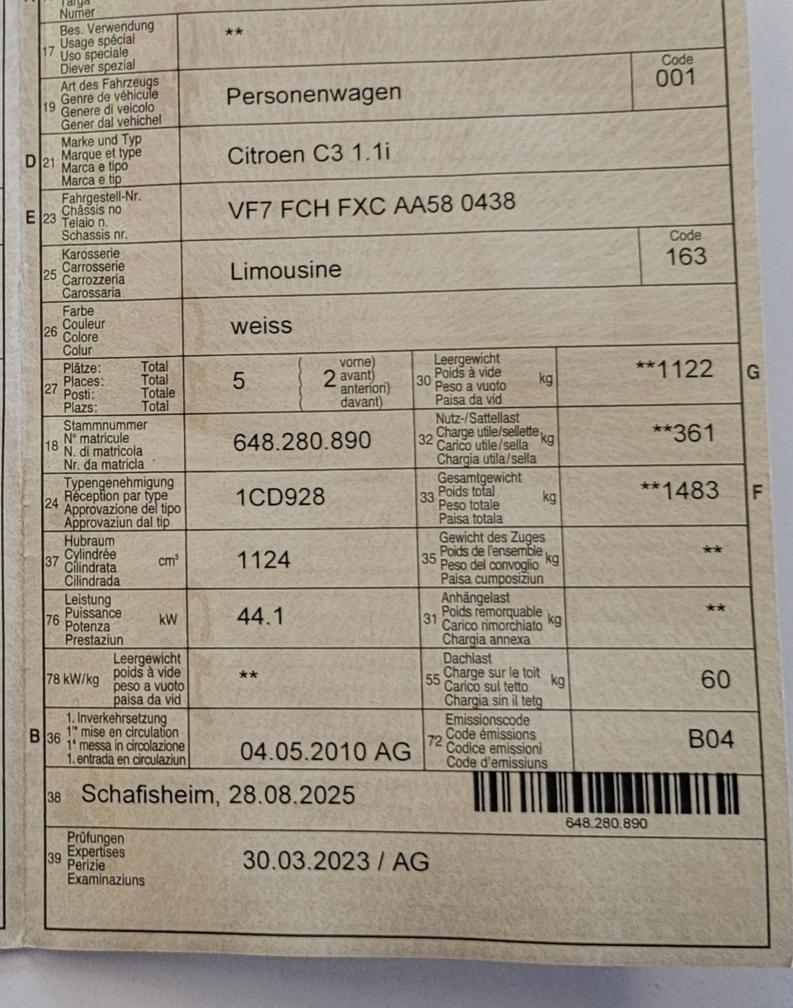 Targa
Numer
17 Bes. Verwendung
Usage spécial
Uso speciale
Diever spezial
**
19 Art des Fahrzeugs
Genre de véhicule
Genere di veicolo
Gener dal vehichel
Personenwagen
Code
001
D 21 Marke und Typ
Marque et type
Marca e tipo
Marca e tip
Citroen C3 1.1i
E 23 Fahrgestell-Nr.
Châssis no
Telaio n.
Schassis nr.
VF7 FCH FXC AA58 0438
25 Karosserie
Carrosserie
Carrozzeria
Carossaria
Limousine
Code
163
26 Farbe
Couleur
Colore
Colur
weiss
27 Plätze: Total
Places: Total
Posti: Totale
Plazs: Total
5
( 2 vorne)
avant)
anteriori)
davant)
30 Leergewicht
Poids à vide
Peso a vuoto
Paisa da vid
kg
**1122 G
18 Stammnummer
N° matricule
N. di matricola
Nr. da matricla
648.280.890
32 Nutz-/Sattellast
Charge utile/sellette
Carico utile/sella
Chargia utila/sella
kg
**361
24 Typengenehmigung
Réception par type
Approvazione del tipo
Approvaziun dal tip
1CD928
33 Gesamtgewicht
Poids total
Peso totale
Paisa totala
kg
**1483 F
37 Hubraum
Cylindrée
Cilindrata
Cilindrada
cm³
1124
35 Gewicht des Zuges
Poids de l'ensemble
Peso del convoglio
Paisa cumposiziun
kg
**
76 Leistung
Puissance
Potenza
Prestaziun
kW
44.1
31 Anhängelast
Poids remorquable
Carico rimorchiato
Chargia annexa
kg
**
78 kW/kg Leergewicht
poids à vide
peso a vuoto
paisa da vid
**
55 Dachlast
Charge sur le toit
Carico sul tetto
Chargia sin il tetg
kg
60
B 36 1. Inverkehrsetzung
1re mise en circulation
1a messa in circolazione
1. entrada en circulaziun
04.05.2010 AG
72 Emissionscode
Code émissions
Codice emissioni
Code d'emissiuns
B04
38 Schafisheim, 28.08.2025
648.280.890
39 Prüfungen
Expertises
Perizie
Examinaziuns
30.03.2023 / AG